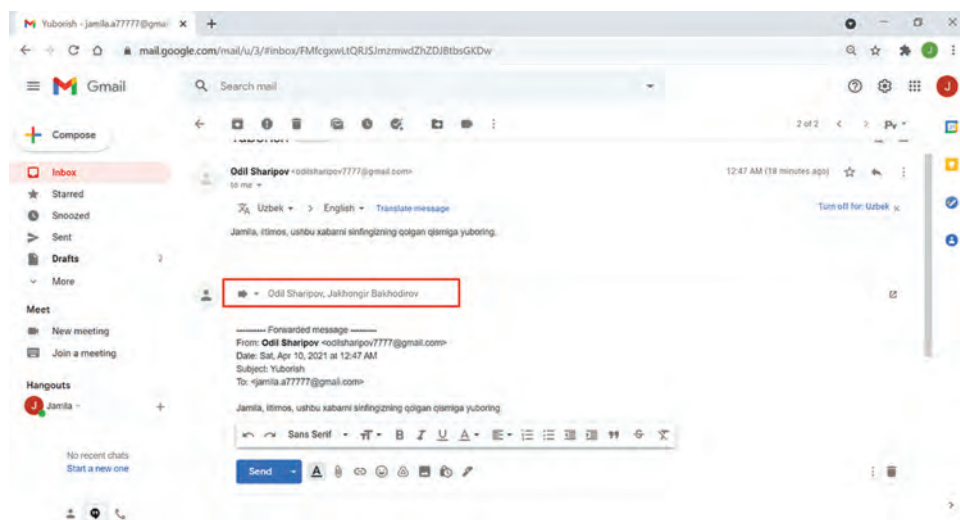 Yuborish - jamila.a77777@gmai
mail.google.com/mail/u/3/#inbox/FMfcgxwLtQRJSJmzmwdZhZDJBtbsGKDw
Gmail
Search mail
J
Compose
2 of 2
Inbox
Starred
Snoozed
Sent
Drafts 2
More
Meet
New meeting
Join a meeting
Hangouts
Jamila
No recent chats
Start a new one
Yuborish
Odil Sharipov <odilsharipov7777@gmail.com>
12:47 AM (18 minutes ago)
to me
Uzbek > English Translate message
Turn off for: Uzbek x
Jamila, iltimos, ushbu xabarni sinfingizning qolgan qismiga yuboring.
Odil Sharipov, Jakhongir Bakhodirov
---------- Forwarded message ----------
From: Odil Sharipov <odilsharipov7777@gmail.com>
Date: Sat, Apr 10, 2021 at 12:47 AM
Subject: Yuborish
To: <jamila.a77777@gmail.com>
Jamila, iltimos, ushbu xabarni sinfingizning qolgan qismiga yuboring
Sans Serif
Send